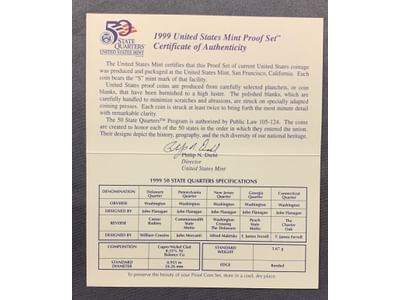 50
STATE
QUARTERS
UNITED STATES MINT
1999 United States Mint Proof Set™
Certificate of Authenticity
The United States Mint certifies that this Proof Set of current United States coinage
was produced and packaged at the United States Mint, San Francisco, California. Each
coin bears the "S" mint mark of that facility.
United States proof coins are produced from carefully selected planchets, or coin
blanks, that have been burnished to a high luster. The polished blanks, which are
carefully handled to minimize scratches and abrasions, are struck on specially adapted
coining presses. Each coin is struck at least twice to bring forth the most minute detail
with remarkable clarity.
The 50 State Quarters™ Program is authorized by Public Law 105-124. The coins
are created to honor each of the 50 states in the order in which they entered the union.
Their designs depict the history, geography, and the rich diversity of our national heritage.
Philip N. Diehl
Director
United States Mint
1999 50 STATE QUARTERS SPECIFICATIONS
DENOMINATION Delaware Quarter Pennsylvania Quarter New Jersey Quarter Georgia Quarter Connecticut Quarter
OBVERSE Washington Washington Washington Washington Washington
DESIGNED BY John Flanagan John Flanagan John Flanagan John Flanagan John Flanagan
REVERSE Caesar Rodney Commonwealth State Motto Washington Crossing The Delaware Peach State Motto Charter Oak The Tree
DESIGNED BY William Cousins John Mercanti Alfred Maletsky T. James Ferrell T. James Ferrell
COMPOSITION Cupro-Nickel Clad 8.33% Ni Balance Cu STANDARD WEIGHT 5.67 g
STANDARD DIAMETER 0.955 in 24.26 mm EDGE Reeded
To preserve the beauty of your Proof Coin Set, store in a cool, dry place.